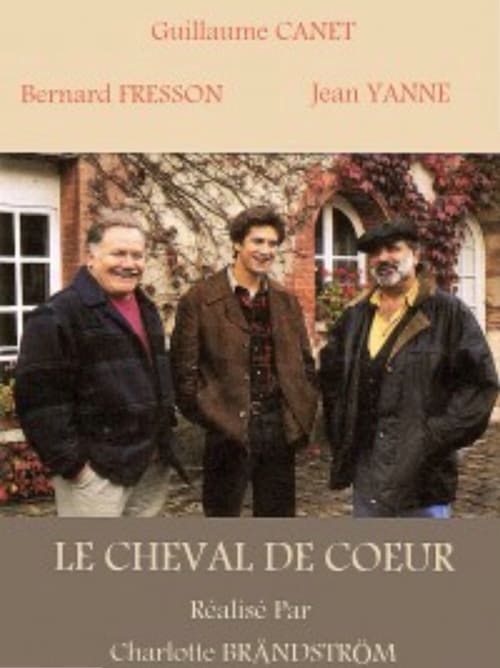 Guillaume CANET
Bernard FRESSON Jean YANNE
LE CHEVAL DE COEUR
Réalisé Par
Charlotte BRÄNDSTRÖM